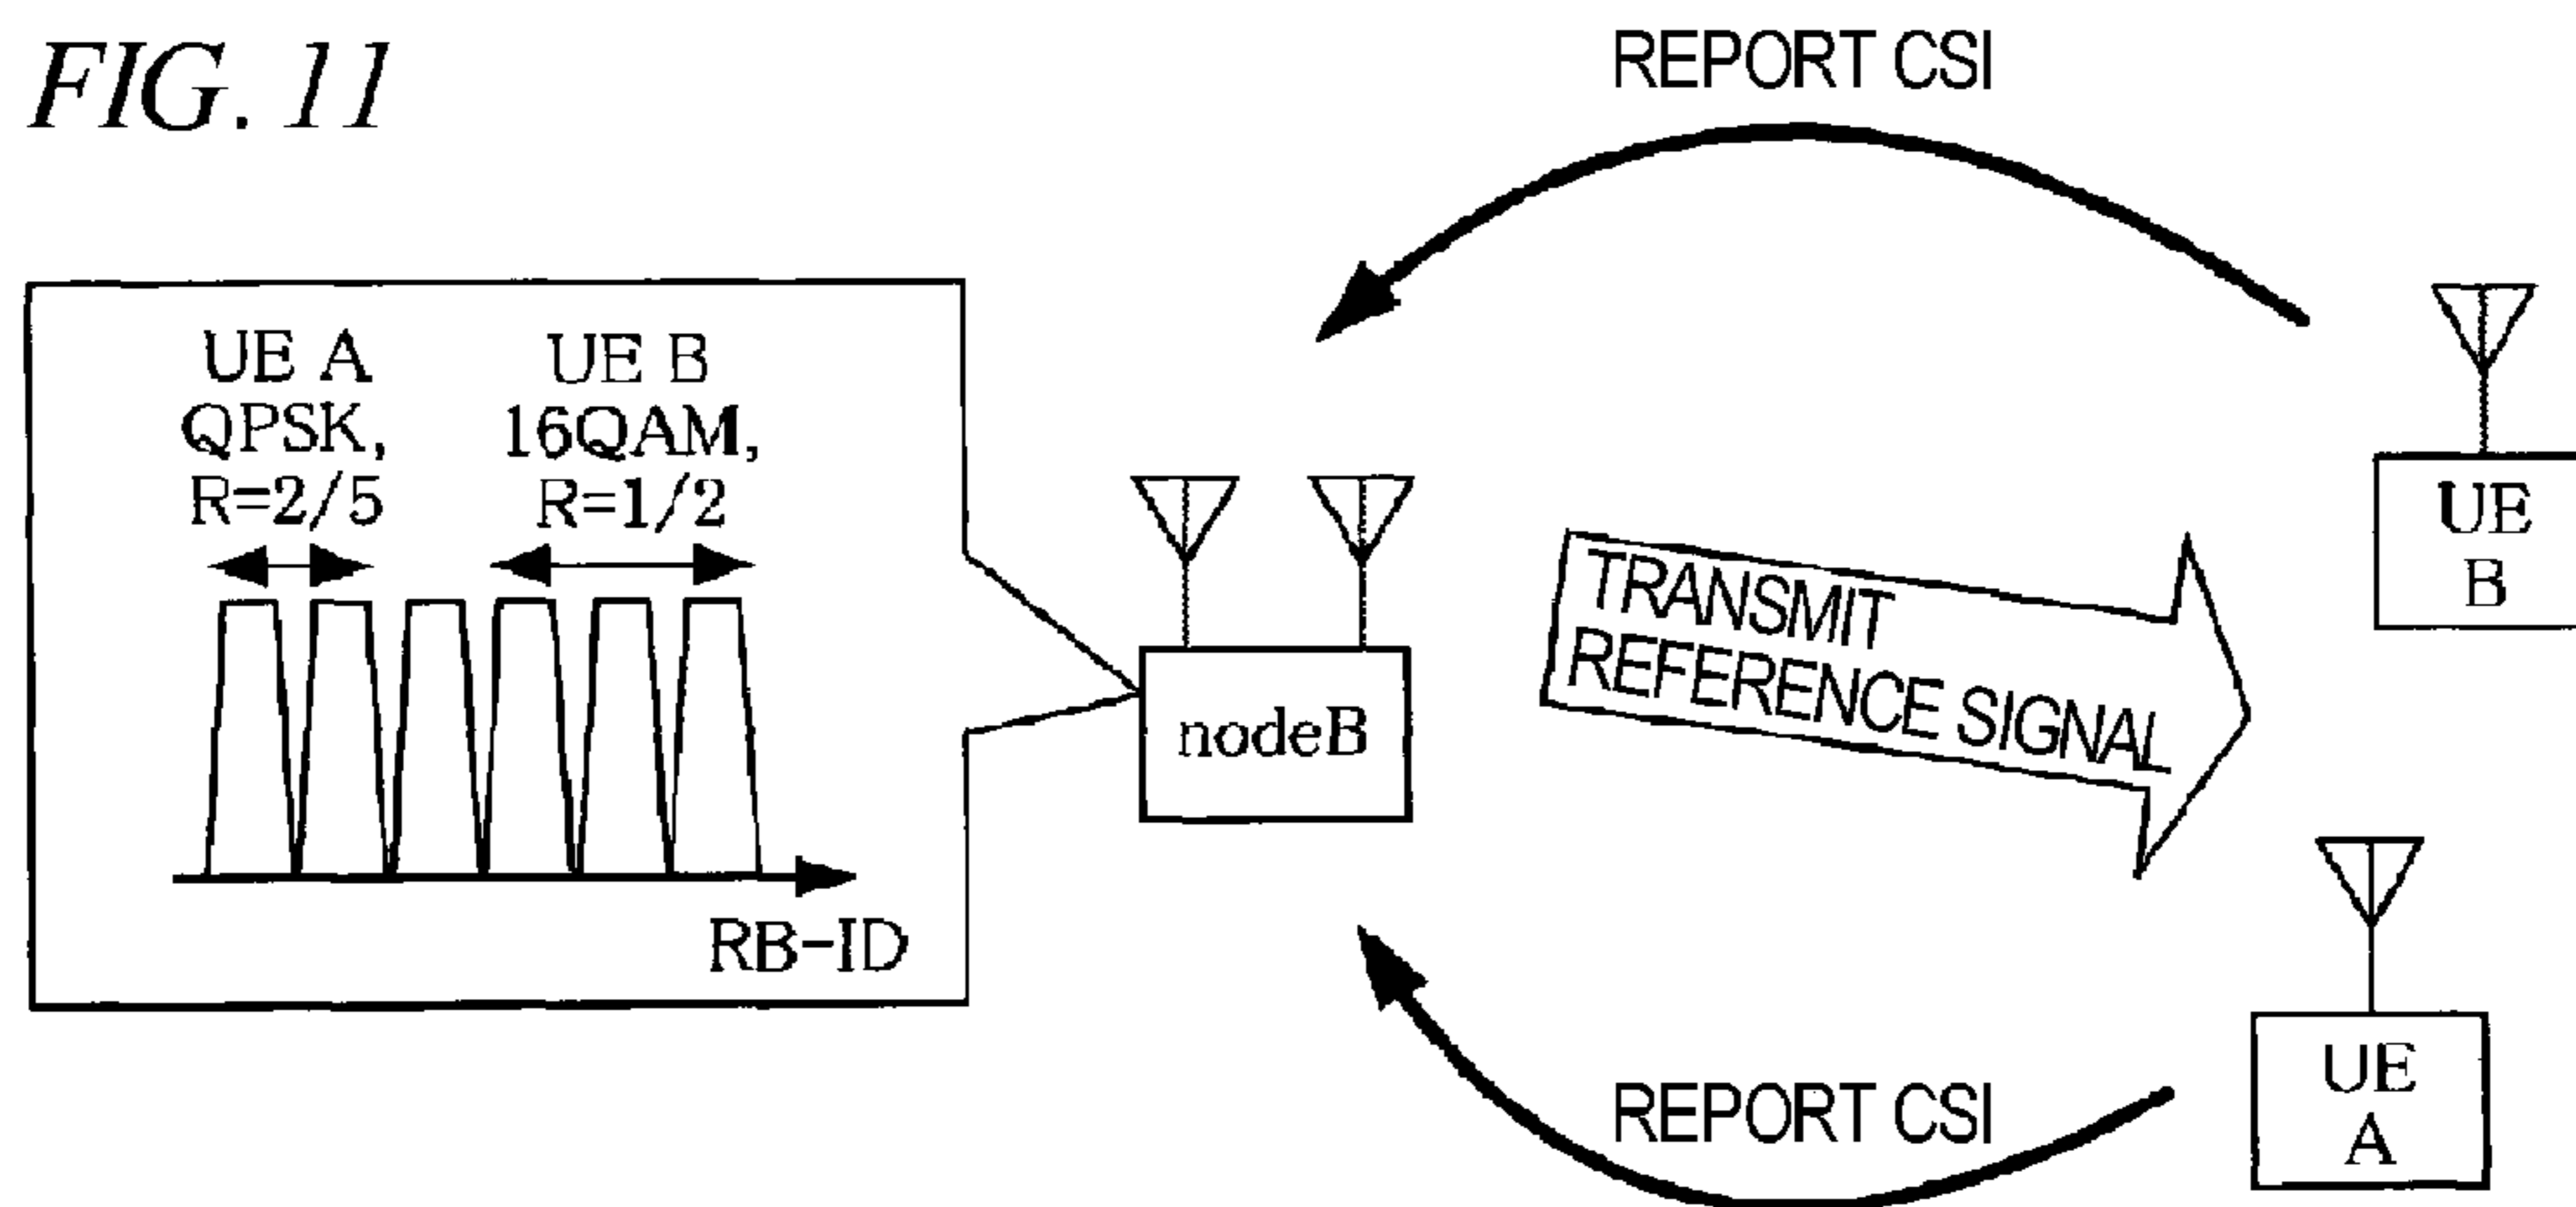 FIG. 11
REPORT CSI
UE A
QPSK,
R=2/5
UE B
16QAM,
R=1/2
RB-ID
nodeB
TRANSMIT
REFERENCE SIGNAL
UE
B
REPORT CSI
UE
A